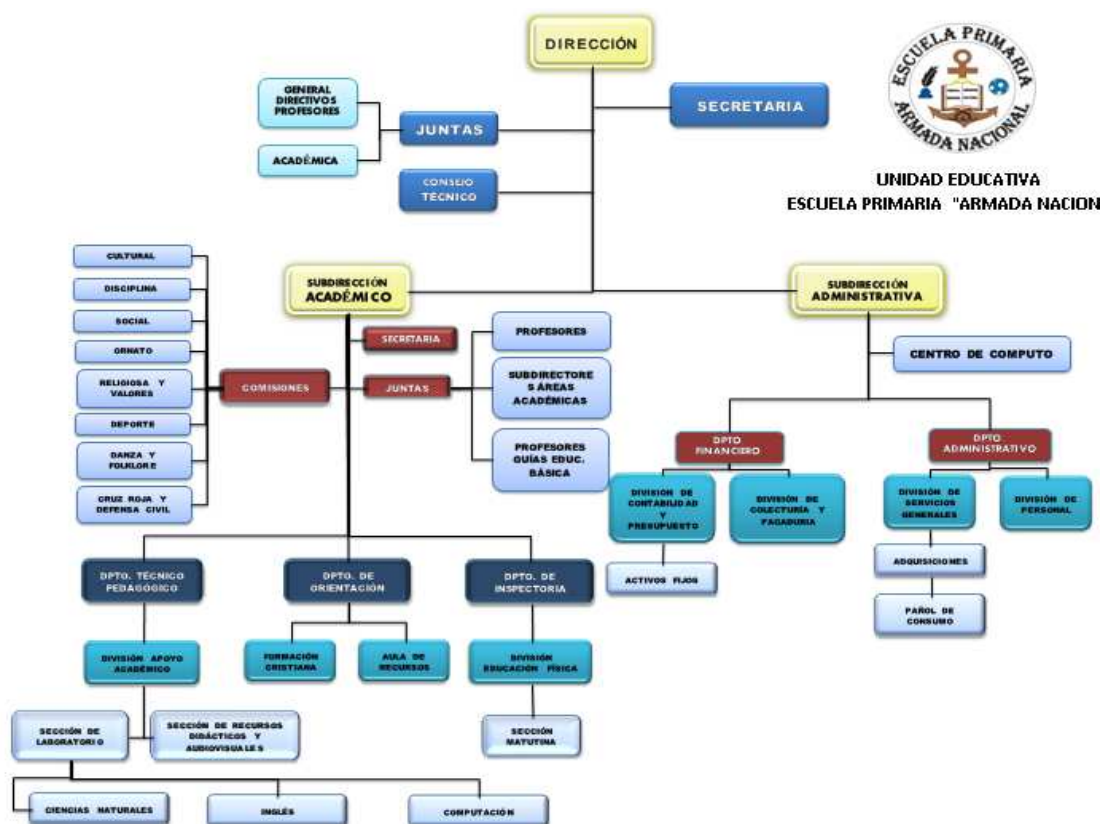 DIRECCIÓN
ESCUELA PRIMARIA
ARMADA NACIONAL
GENERAL
DIRECTIVOS
PROFESORES
SECRETARIA
JUNTAS
ACADÉMICA
CONSEJO
TÉCNICO
UNIDAD EDUCATIVA
ESCUELA PRIMARIA "ARMADA NACION
CULTURAL
DISCIPLINA
SOCIAL
ORNATO
RELIGIOSA Y
VALORES
DEPORTE
DANZA Y
FOLKLORE
CRUZ ROJA Y
DEFENSA CIVIL
COMISIONES
SUBDIRECCIÓN
ACADÉMICO
SECRETARIA
JUNTAS
PROFESORES
SUBDIRECTORE
S ÁREAS
ACADÉMICAS
PROFESORES
GUÍAS EDUC.
BÁSICA
SUBDIRECCIÓN
ADMINISTRATIVA
CENTRO DE COMPUTO
DPTO
FINANCIERO
DPTO
ADMINISTRATIVO
DIVISIÓN DE
CONTABILIDAD
Y
PRESUPUESTO
DIVISIÓN DE
COLECTURÍA Y
PAGADURIA
DIVISIÓN DE
SERVICIOS
GENERALES
DIVISIÓN DE
PERSONAL
ACTIVOS FIJOS
ADQUISICIONES
PAÑOL DE
CONSUMO
DPTO. TÉCNICO
PEDAGÓGICO
DPTO. DE
ORIENTACIÓN
DPTO. DE
INSPECTORIA
DIVISIÓN APOYO
ACADÉMICO
FORMACIÓN
CRISTIANA
AULA DE
RECURSOS
DIVISIÓN
EDUCACIÓN FÍSICA
SECCIÓN DE
LABORATORIO
SECCIÓN DE RECURSOS
DIDÁCTICOS Y
AUDIOVISUALES
SECCIÓN
MATUTINA
CIENCIAS NATURALES
INGLÉS
COMPUTACIÓN